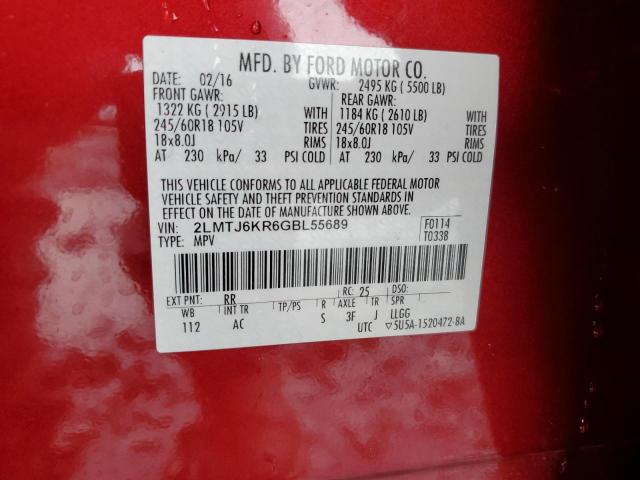 MFD. BY FORD MOTOR CO.
DATE: 02/16 GVWR: 2495 KG ( 5500 LB)
FRONT GAWR: REAR GAWR:
1322 KG ( 2915 LB) WITH 1184 KG ( 2610 LB) WITH
245/60R18 105V TIRES 245/60R18 105V TIRES
18x8.0J RIMS 18x8.0J RIMS
AT 230 kPa/ 33 PSI COLD AT 230 kPa/ 33 PSI COLD
THIS VEHICLE CONFORMS TO ALL APPLICABLE FEDERAL MOTOR
VEHICLE SAFETY AND THEFT PREVENTION STANDARDS IN
EFFECT ON THE DATE OF MANUFACTURE SHOWN ABOVE.
VIN: 2LMTJ6KR6GBL55689 F0114
TYPE: MPV T0338
EXT PNT: RR RC: 25 DSO:
WB INT TR TP/PS R AXLE TR SPR
112 AC S 3F J LLGG
UTC ▽5U5A-1520472-BA